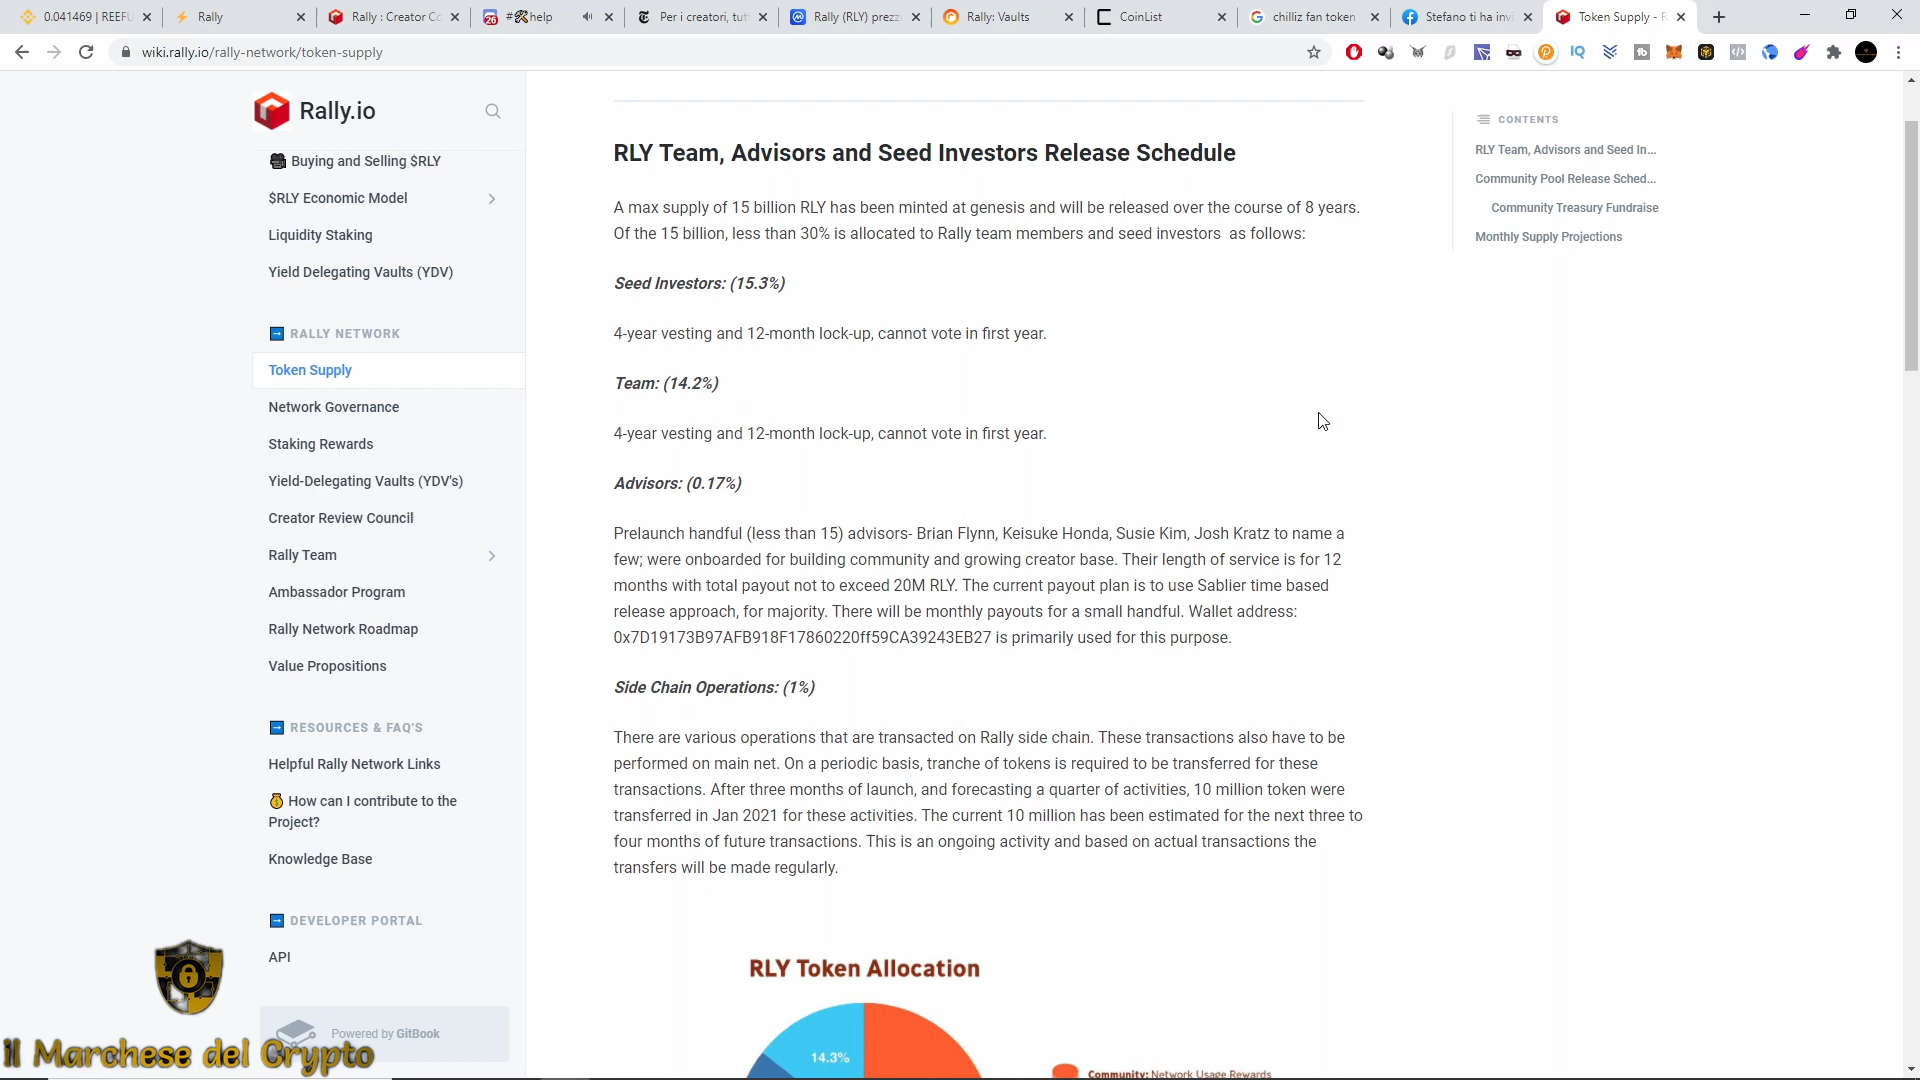 0.041469 | REEFU
Rally
Rally : Creator Co
#🛠help
Per i creatori, tut
Rally (RLY) prezz
Rally: Vaults
CoinList
chilliz fan token
Stefano ti ha invi
Token Supply - R
wiki.rally.io/rally-network/token-supply
Rally.io
Buying and Selling $RLY
$RLY Economic Model
Liquidity Staking
Yield Delegating Vaults (YDV)
RALLY NETWORK
Token Supply
Network Governance
Staking Rewards
Yield-Delegating Vaults (YDV's)
Creator Review Council
Rally Team
Ambassador Program
Rally Network Roadmap
Value Propositions
RESOURCES & FAQ'S
Helpful Rally Network Links
How can I contribute to the
Project?
Knowledge Base
DEVELOPER PORTAL
API
Powered by GitBook
il Marchese del Crypto
RLY Team, Advisors and Seed Investors Release Schedule
A max supply of 15 billion RLY has been minted at genesis and will be released over the course of 8 years.
Of the 15 billion, less than 30% is allocated to Rally team members and seed investors as follows:
Seed Investors: (15.3%)
4-year vesting and 12-month lock-up, cannot vote in first year.
Team: (14.2%)
4-year vesting and 12-month lock-up, cannot vote in first year.
Advisors: (0.17%)
Prelaunch handful (less than 15) advisors- Brian Flynn, Keisuke Honda, Susie Kim, Josh Kratz to name a
few; were onboarded for building community and growing creator base. Their length of service is for 12
months with total payout not to exceed 20M RLY. The current payout plan is to use Sablier time based
release approach, for majority. There will be monthly payouts for a small handful. Wallet address:
0x7D19173B97AFB918F17860220ff59CA39243EB27 is primarily used for this purpose.
Side Chain Operations: (1%)
There are various operations that are transacted on Rally side chain. These transactions also have to be
performed on main net. On a periodic basis, tranche of tokens is required to be transferred for these
transactions. After three months of launch, and forecasting a quarter of activities, 10 million token were
transferred in Jan 2021 for these activities. The current 10 million has been estimated for the next three to
four months of future transactions. This is an ongoing activity and based on actual transactions the
transfers will be made regularly.
RLY Token Allocation
14.3%
Community: Network Usage Rewards
CONTENTS
RLY Team, Advisors and Seed In...
Community Pool Release Sched...
Community Treasury Fundraise
Monthly Supply Projections